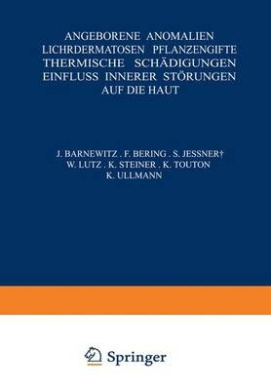 ANGEBORENE ANOMALIEN
LICHRDERMATOSEN PFLANZENGIFTE
THERMISCHE SCHÄDIGUNGEN
EINFLUSS INNERER STÖRUNGEN
AUF DIE HAUT
J. BARNEWITZ . F. BERING . S. JESSNER†
W. LUTZ . K. STEINER . K. TOUTON
K. ULLMANN
Springer